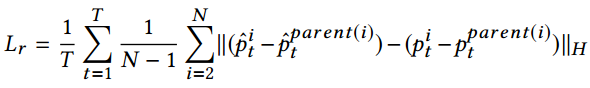 $L_r = \frac{1}{T} \sum_{t=1}^{T} \frac{1}{N-1} \sum_{i=2}^{N} \| (\hat{p}_t^i - \hat{p}_t^{parent(i)}) - (p_t^i - p_t^{parent(i)}) \|_H$